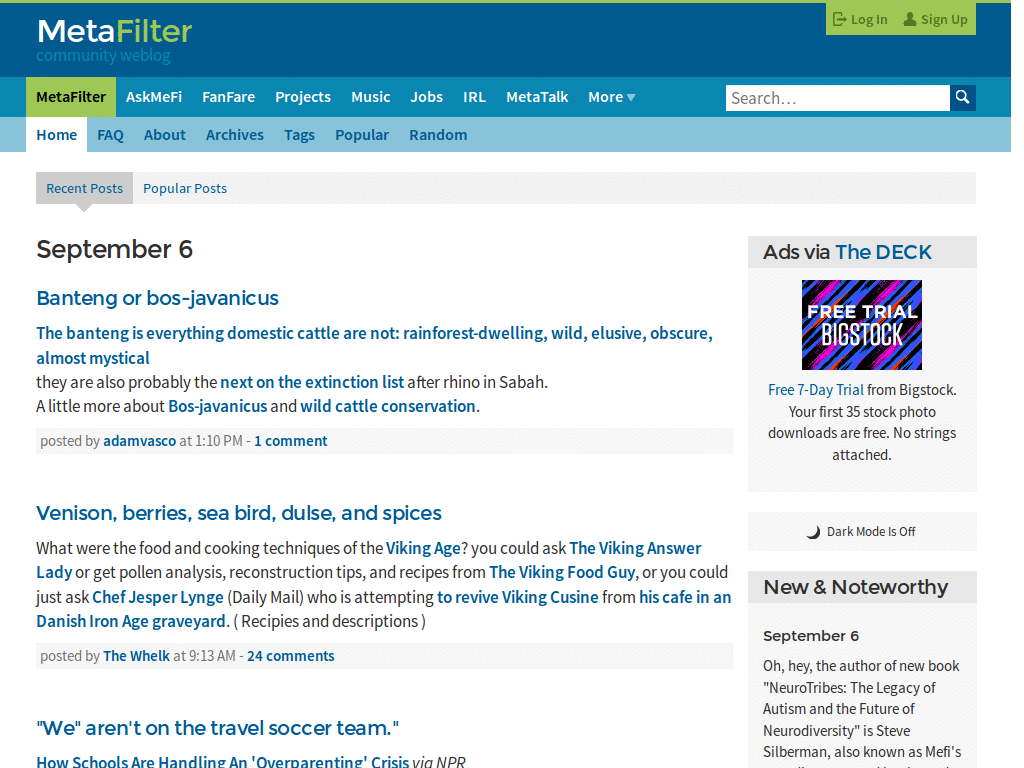 MetaFilter
community weblog
Log In Sign Up
MetaFilter AskMeFi FanFare Projects Music Jobs IRL MetaTalk More
Search…
Home FAQ About Archives Tags Popular Random
Recent Posts Popular Posts
September 6
Banteng or bos-javanicus
The banteng is everything domestic cattle are not: rainforest-dwelling, wild, elusive, obscure,
almost mystical
they are also probably the next on the extinction list after rhino in Sabah.
A little more about Bos-javanicus and wild cattle conservation.
posted by adamvasco at 1:10 PM - 1 comment
Venison, berries, sea bird, dulse, and spices
What were the food and cooking techniques of the Viking Age? you could ask The Viking Answer
Lady or get pollen analysis, reconstruction tips, and recipes from The Viking Food Guy, or you could
just ask Chef Jesper Lynge (Daily Mail) who is attempting to revive Viking Cusine from his cafe in an
Danish Iron Age graveyard. ( Recipies and descriptions )
posted by The Whelk at 9:13 AM - 24 comments
"We" aren't on the travel soccer team."
How Schools Are Handling An 'Overparenting' Crisis via NPR
Ads via The DECK
FREE TRIAL
BIGSTOCK
Free 7-Day Trial from Bigstock.
Your first 35 stock photo
downloads are free. No strings
attached.
Dark Mode Is Off
New & Noteworthy
September 6
Oh, hey, the author of new book
"NeuroTribes: The Legacy of
Autism and the Future of
Neurodiversity" is Steve
Silberman, also known as Mefi's